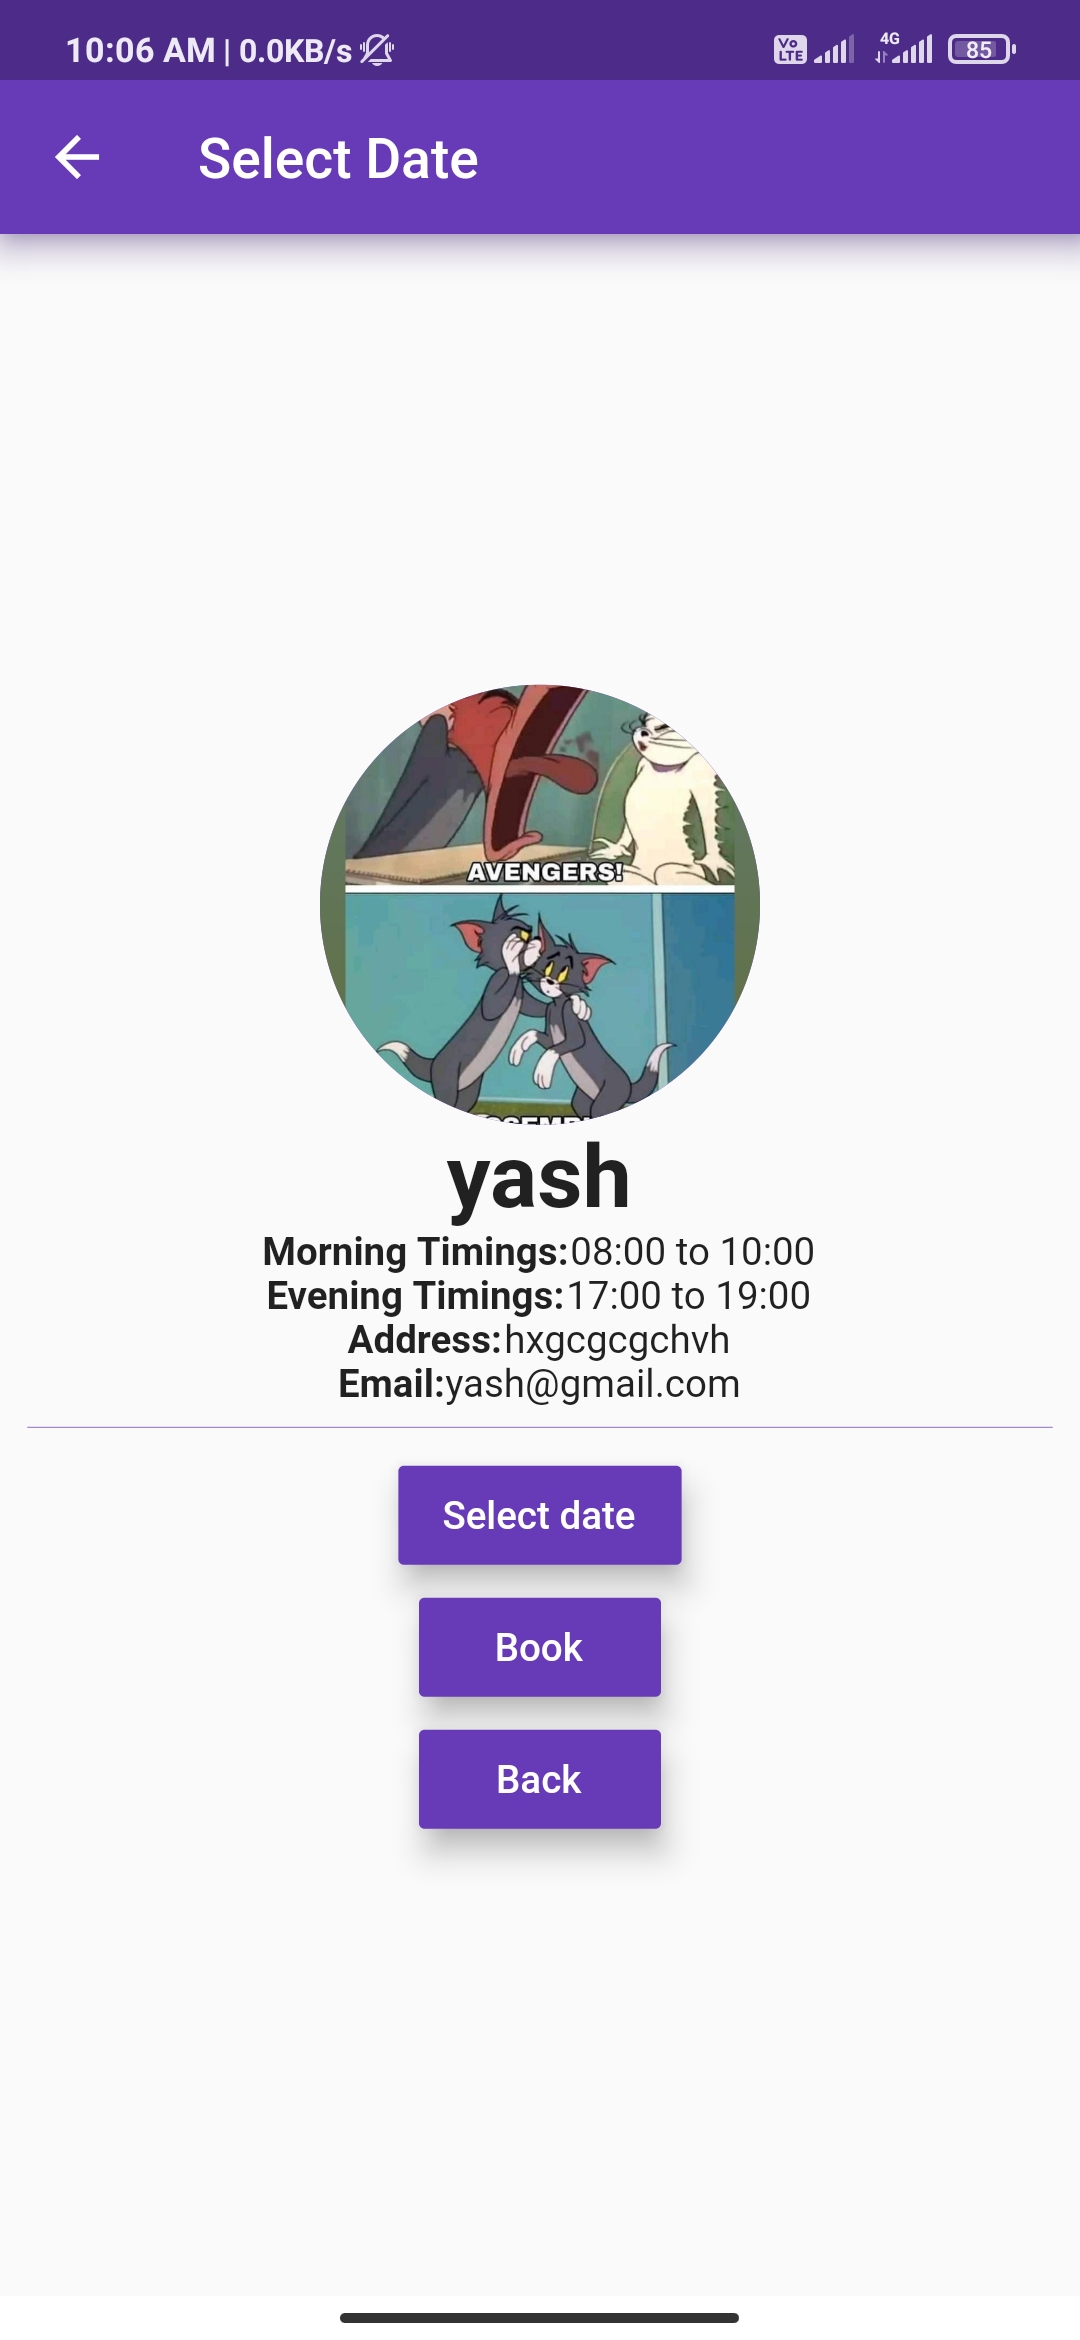 10:06 AM | 0.0KB/s
Vo LTE 4G 85
Select Date
AVENGERS!
yash
Morning Timings:08:00 to 10:00
Evening Timings:17:00 to 19:00
Address:hxgcgcgchvh
Email:yash@gmail.com
Select date
Book
Back